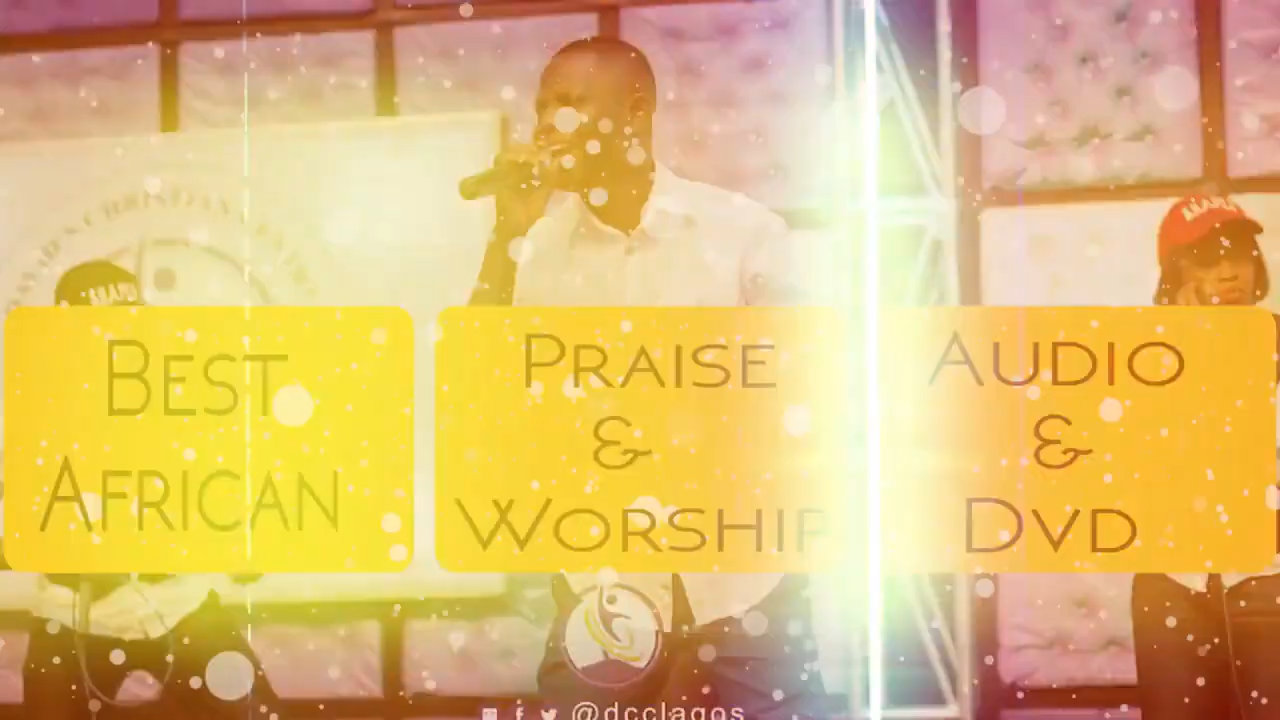 BEST
AFRICAN
PRAISE
&
WORSHIP
AUDIO
&
DVD
@dcclagos